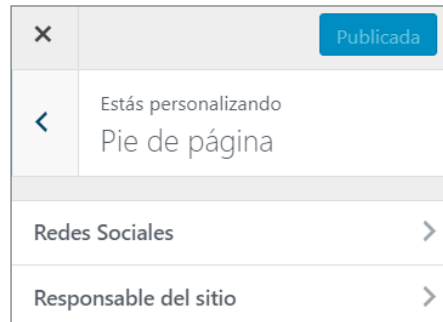 Publicada
Estás personalizando
Pie de página
Redes Sociales
Responsable del sitio